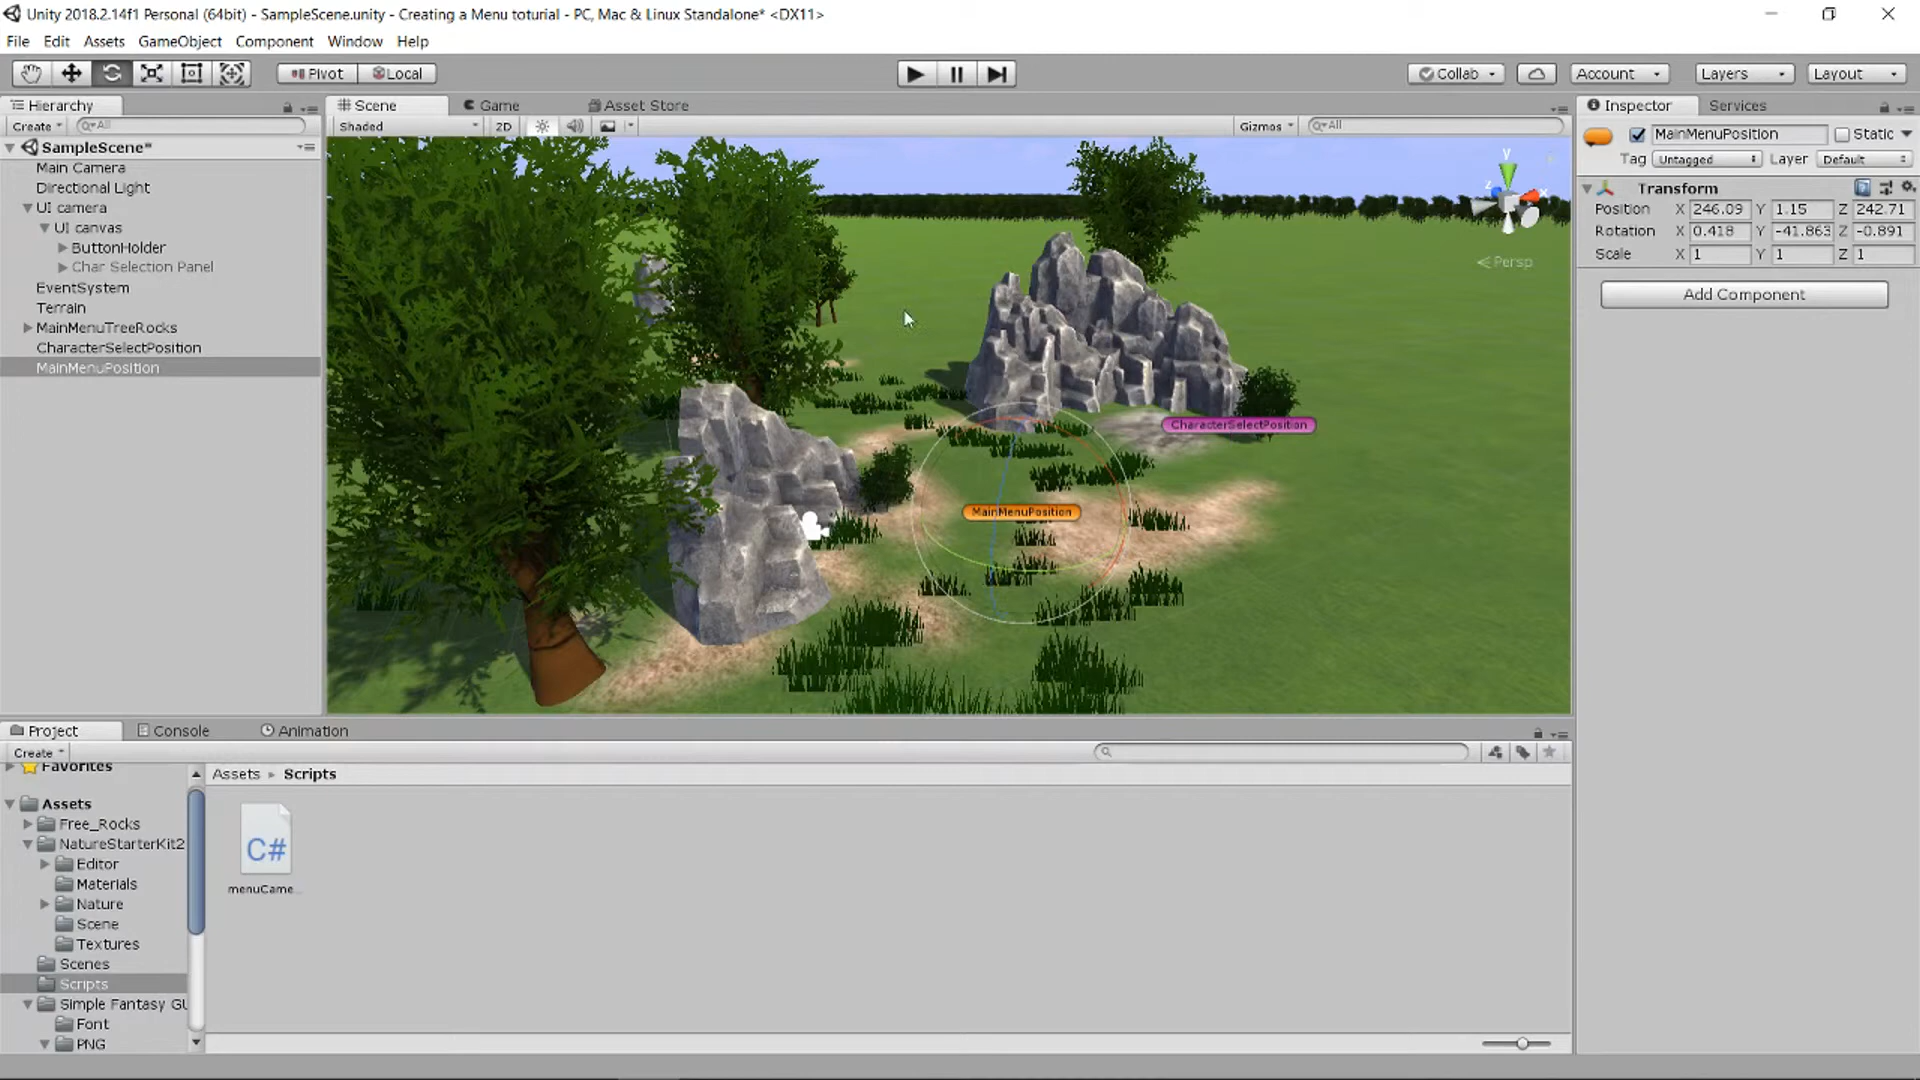 Unity 2018.2.14f1 Personal (64bit) - SampleScene.unity - Creating a Menu toturial - PC, Mac & Linux Standalone* <DX11>
File Edit Assets GameObject Component Window Help
Pivot Local Collab Account Layers Layout
Hierarchy
Create All
SampleScene*
Main Camera
Directional Light
UI camera
UI canvas
ButtonHolder
Char Selection Panel
EventSystem
Terrain
MainMenuTreeRocks
CharacterSelectPosition
MainMenuPosition
Scene Game Asset Store
Shaded 2D Gizmos All
y
z x
Persp
CharacterSelectPosition
MainMenuPosition
Inspector Services
MainMenuPosition Static
Tag Untagged Layer Default
Transform
Position X 246.09 Y 1.15 Z 242.71
Rotation X 0.418 Y -41.863 Z -0.891
Scale X 1 Y 1 Z 1
Add Component
Project Console Animation
Create
Favorites
Assets
Free_Rocks
NatureStarterKit2
Editor
Materials
Nature
Scene
Textures
Scenes
Scripts
Simple Fantasy GU
Font
PNG
Assets Scripts
C#
menuCame...